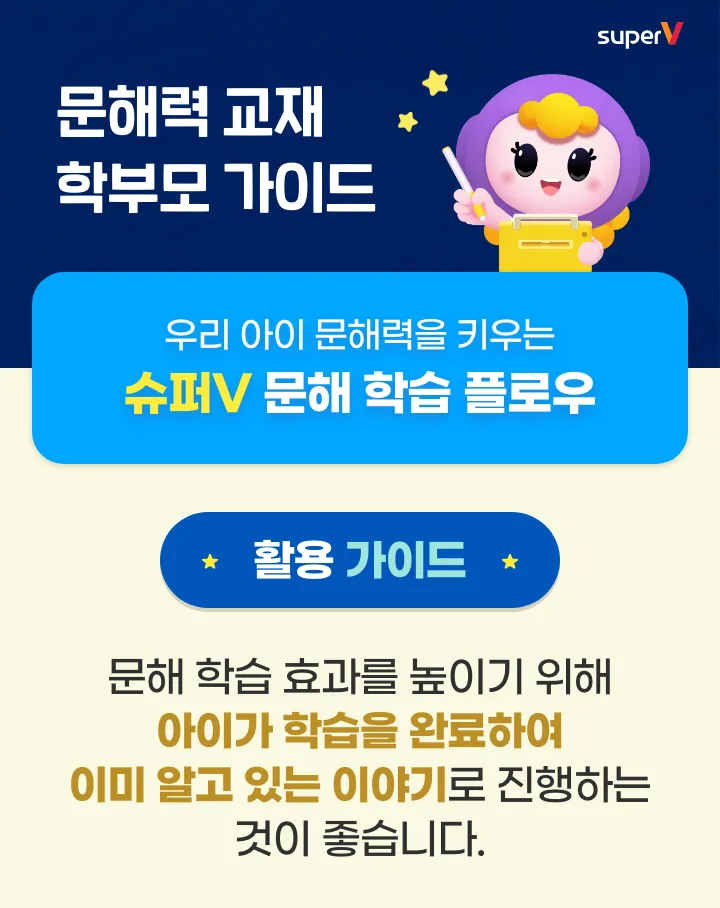 superV
문해력 교재
학부모 가이드
우리 아이 문해력을 키우는
슈퍼V 문해 학습 플로우
활용 가이드
문해 학습 효과를 높이기 위해
아이가 학습을 완료하여
이미 알고 있는 이야기로 진행하는
것이 좋습니다.